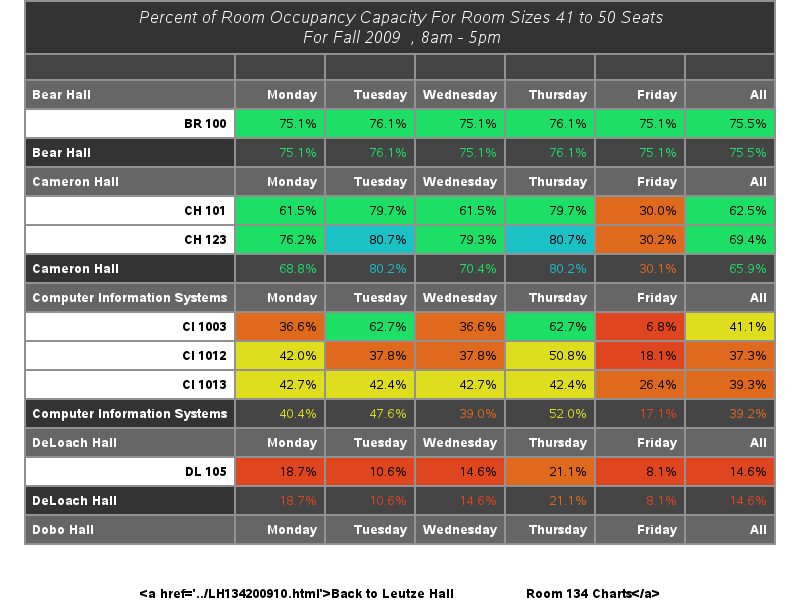 Percent of Room Occupancy Capacity For Room Sizes 41 to 50 Seats
For Fall 2009 , 8am - 5pm
Bear Hall Monday Tuesday Wednesday Thursday Friday All
BR 100 75.1% 76.1% 75.1% 76.1% 75.1% 75.5%
Bear Hall 75.1% 76.1% 75.1% 76.1% 75.1% 75.5%
Cameron Hall Monday Tuesday Wednesday Thursday Friday All
CH 101 61.5% 79.7% 61.5% 79.7% 30.0% 62.5%
CH 123 76.2% 80.7% 79.3% 80.7% 30.2% 69.4%
Cameron Hall 68.8% 80.2% 70.4% 80.2% 30.1% 65.9%
Computer Information Systems Monday Tuesday Wednesday Thursday Friday All
CI 1003 36.6% 62.7% 36.6% 62.7% 6.8% 41.1%
CI 1012 42.0% 37.8% 37.8% 50.8% 18.1% 37.3%
CI 1013 42.7% 42.4% 42.7% 42.4% 26.4% 39.3%
Computer Information Systems 40.4% 47.6% 39.0% 52.0% 17.1% 39.2%
DeLoach Hall Monday Tuesday Wednesday Thursday Friday All
DL 105 18.7% 10.6% 14.6% 21.1% 8.1% 14.6%
DeLoach Hall 18.7% 10.6% 14.6% 21.1% 8.1% 14.6%
Dobo Hall Monday Tuesday Wednesday Thursday Friday All
<a href='../LH134200910.html'>Back to Leutze Hall Room 134 Charts</a>